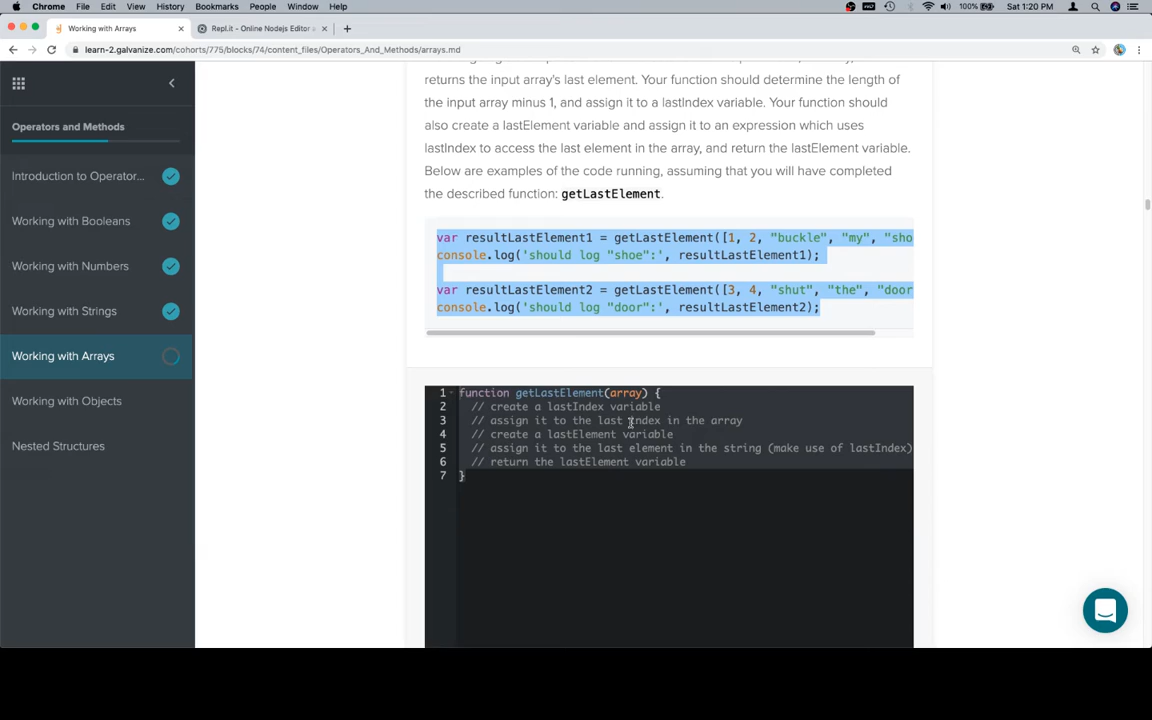 Chrome File Edit View History Bookmarks People Window Help 100% Sat 1:20 PM
Working with Arrays × Repl.it - Online Nodejs Editor × +
learn-2.galvanize.com/cohorts/775/blocks/74/content_files/Operators_And_Methods/arrays.md
Operators and Methods
Introduction to Operator...
Working with Booleans
Working with Numbers
Working with Strings
Working with Arrays
Working with Objects
Nested Structures
returns the input array's last element. Your function should determine the length of
the input array minus 1, and assign it to a lastIndex variable. Your function should
also create a lastElement variable and assign it to an expression which uses
lastIndex to access the last element in the array, and return the lastElement variable.
Below are examples of the code running, assuming that you will have completed
the described function: getLastElement.
var resultLastElement1 = getLastElement([1, 2, "buckle", "my", "sho
console.log('should log "shoe":', resultLastElement1);
var resultLastElement2 = getLastElement([3, 4, "shut", "the", "door
console.log('should log "door":', resultLastElement2);
1 function getLastElement(array) {
2 // create a lastIndex variable
3 // assign it to the last index in the array
4 // create a lastElement variable
5 // assign it to the last element in the string (make use of lastIndex)
6 // return the lastElement variable
7 }